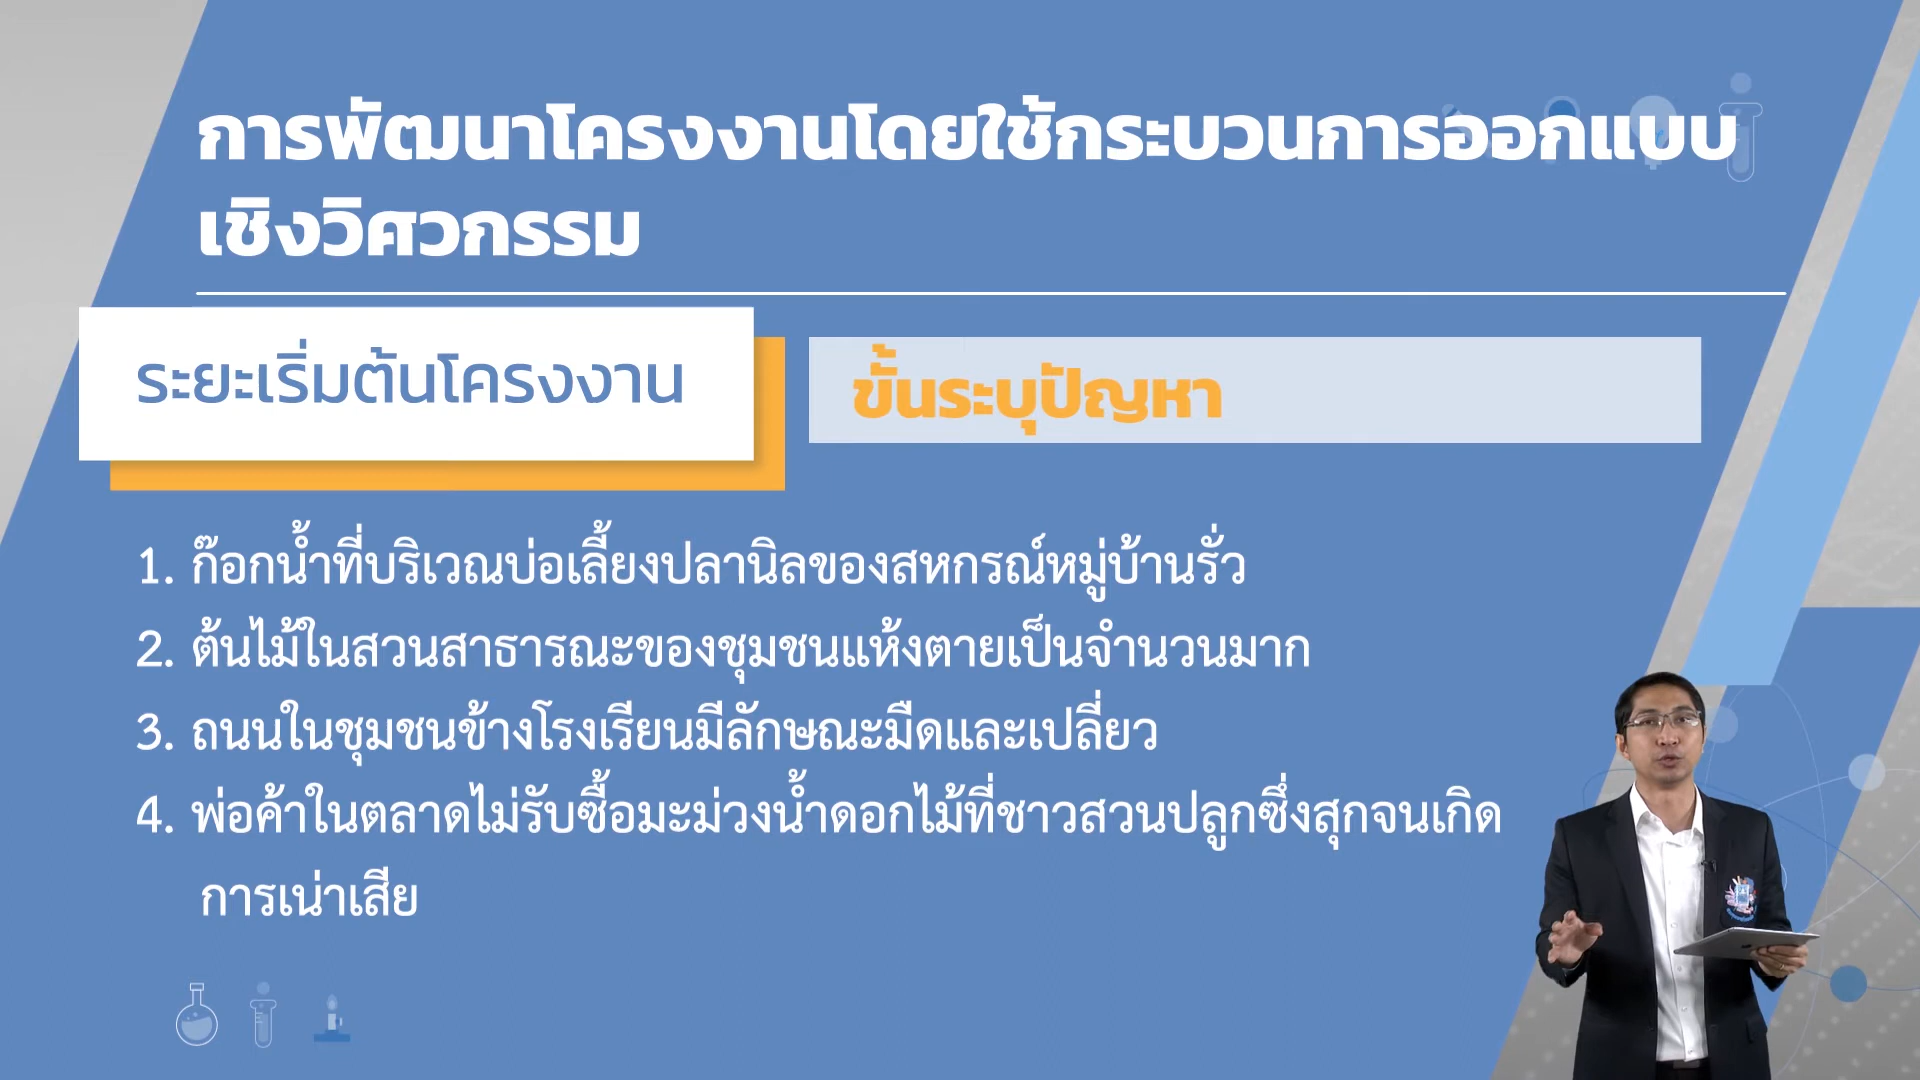 การพัฒนาโครงงานโดยใช้กระบวนการออกแบบ
เชิงวิศวกรรม
ระยะเริ่มต้นโครงงาน
ขั้นระบุปัญหา
1. ก๊อกน้ำที่บริเวณบ่อเลี้ยงปลานิลของสหกรณ์หมู่บ้านรั่ว
2. ต้นไม้ในสวนสาธารณะของชุมชนแห้งตายเป็นจำนวนมาก
3. ถนนในชุมชนข้างโรงเรียนมีลักษณะมืดและเปลี่ยว
4. พ่อค้าในตลาดไม่รับซื้อมะม่วงน้ำดอกไม้ที่ชาวสวนปลูกซึ่งสุกจนเกิด
การเน่าเสีย